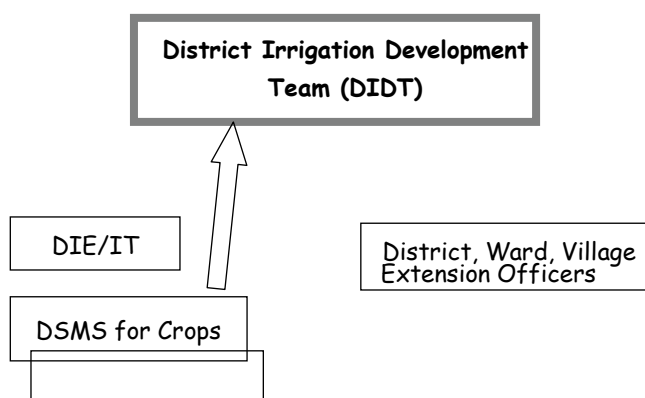 District Irrigation Development
Team (DIDT)
DIE/IT
District, Ward, Village
Extension Officers
DSMS for Crops